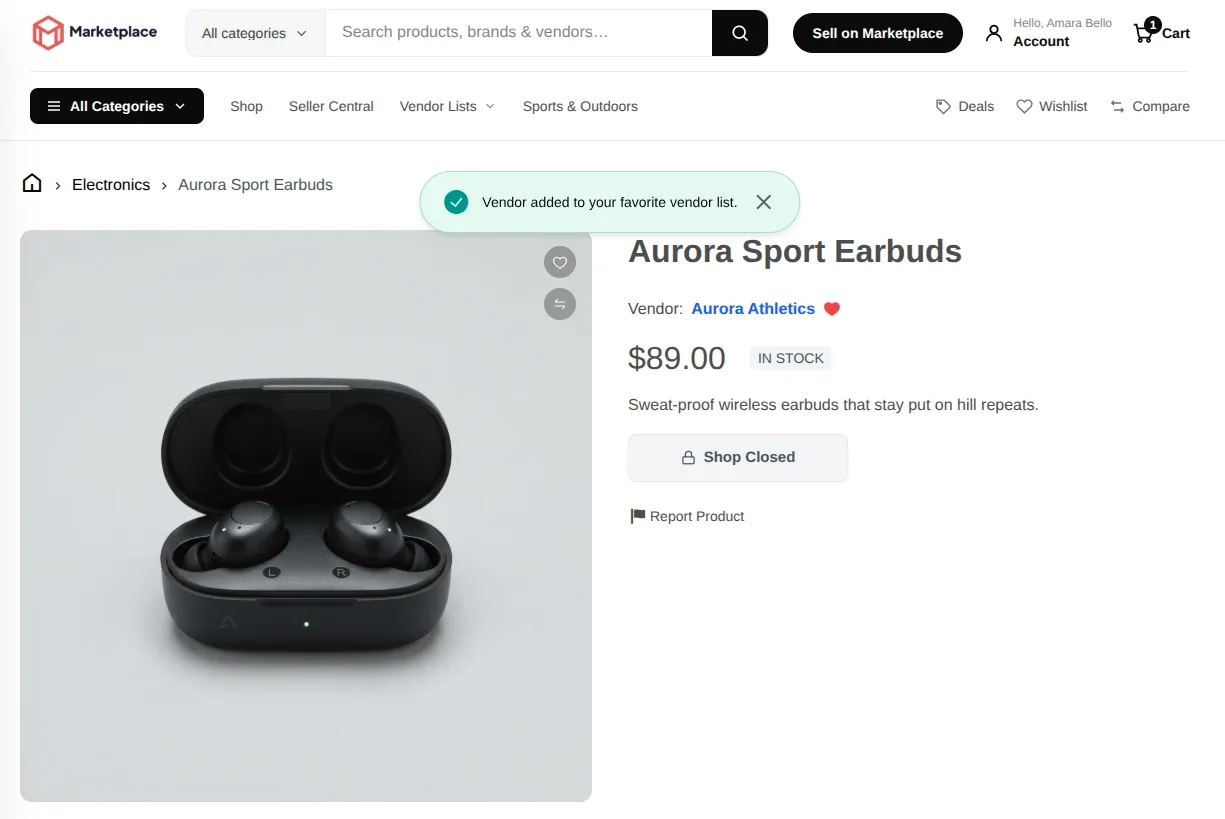 Marketplace
All categories
Search products, brands & vendors...
Sell on Marketplace
Hello, Amara Bello
Account
1
Cart
All Categories
Shop
Seller Central
Vendor Lists
Sports & Outdoors
Deals
Wishlist
Compare
Electronics
Aurora Sport Earbuds
Vendor added to your favorite vendor list.
Aurora Sport Earbuds
Vendor: Aurora Athletics
$89.00
IN STOCK
Sweat-proof wireless earbuds that stay put on hill repeats.
Shop Closed
Report Product
L
R